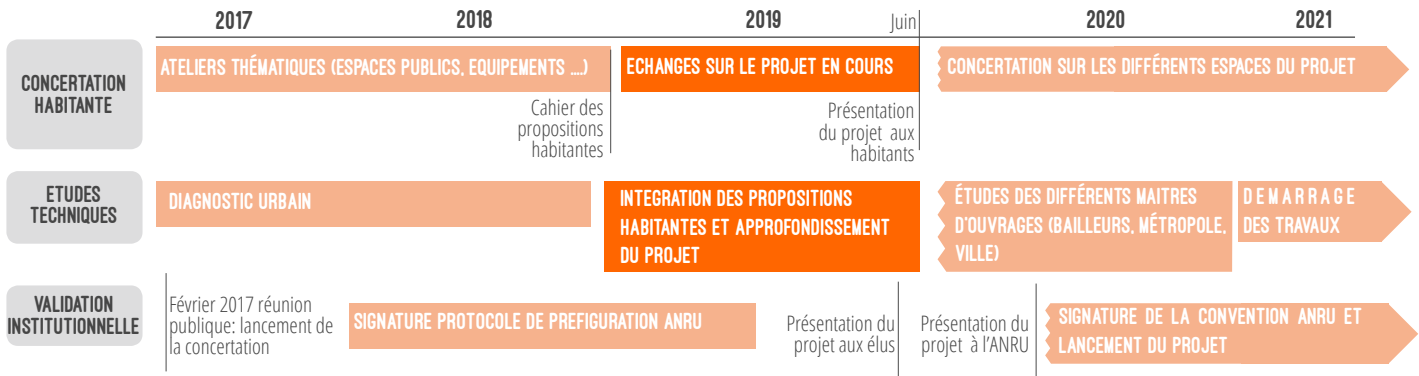 2017 2018 2019 Juin 2020 2021
CONCERTATION
HABITANTE
ATELIERS THÉMATIQUES (ESPACES PUBLICS, EQUIPEMENTS ....)
ECHANGES SUR LE PROJET EN COURS
CONCERTATION SUR LES DIFFÉRENTS ESPACES DU PROJET
Cahier des
propositions
habitantes
Présentation
du projet aux
habitants
ETUDES
TECHNIQUES
DIAGNOSTIC URBAIN
INTEGRATION DES PROPOSITIONS
HABITANTES ET APPROFONDISSEMENT
DU PROJET
ÉTUDES DES DIFFÉRENTS MAITRES
D'OUVRAGES (BAILLEURS, MÉTROPOLE,
VILLE)
DEMARRAGE
DES TRAVAUX
VALIDATION
INSTITUTIONNELLE
Février 2017 réunion
publique: lancement de
la concertation
SIGNATURE PROTOCOLE DE PREFIGURATION ANRU
Présentation du
projet aux élus
Présentation du
projet à l'ANRU
SIGNATURE DE LA CONVENTION ANRU ET
LANCEMENT DU PROJET